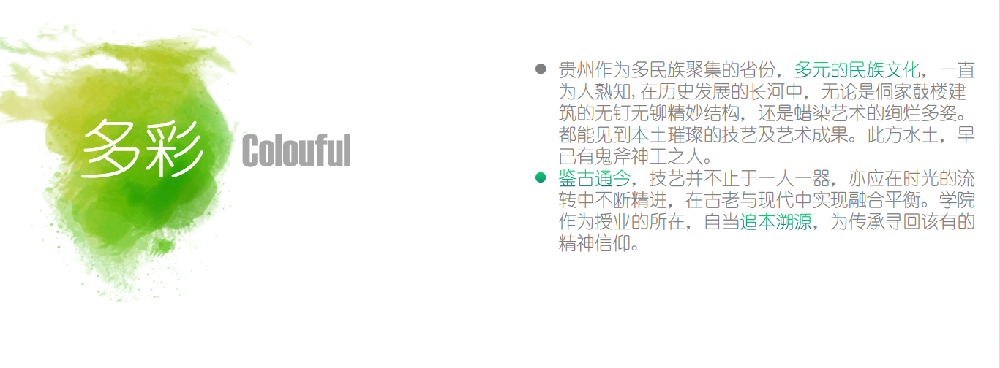 多彩
Colouful
贵州作为多民族聚集的省份，多元的民族文化，一直
为人熟知,在历史发展的长河中，无论是侗家鼓楼建
筑的无钉无铆精妙结构，还是蜡染艺术的绚烂多姿。
都能见到本土璀璨的技艺及艺术成果。此方水土，早
已有鬼斧神工之人。
鉴古通今，技艺并不止于一人一器，亦应在时光的流
转中不断精进，在古老与现代中实现融合平衡。学院
作为授业的所在，自当追本溯源，为传承寻回该有的
精神信仰。